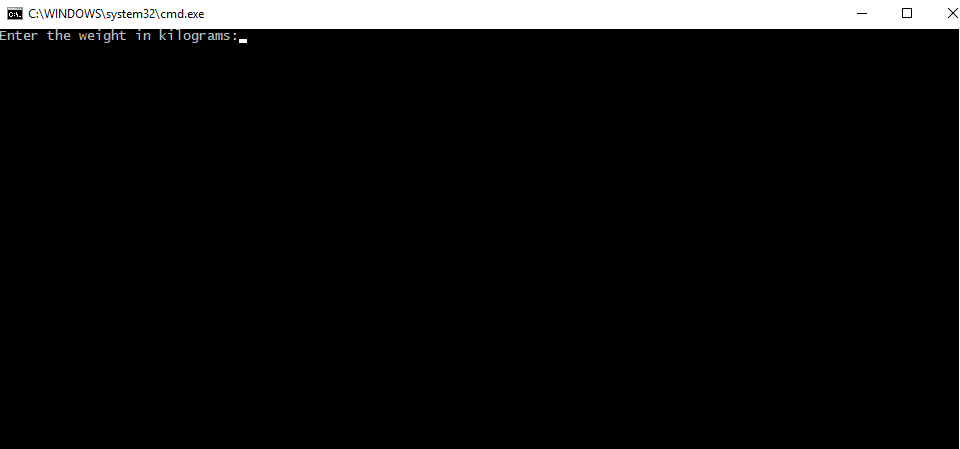 C:\WINDOWS\system32\cmd.exe
Enter the weight in kilograms: